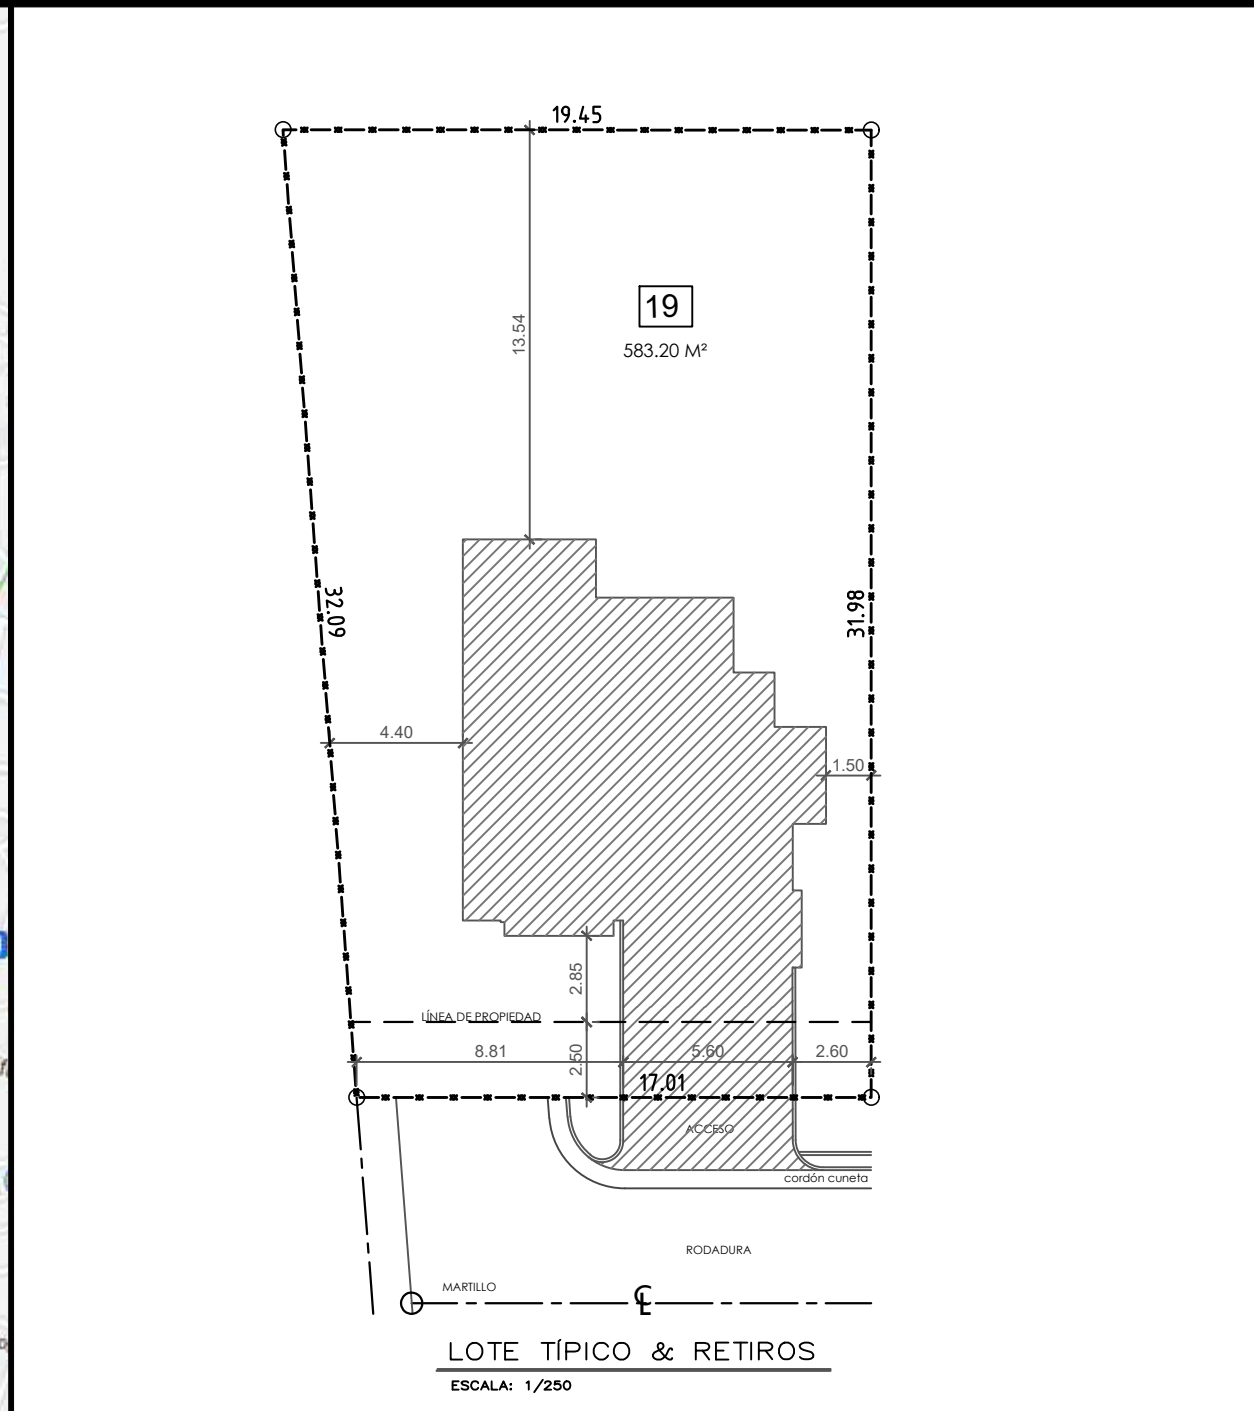 19.45
13.54
19
583.20 M²
32.09
31.98
4.40
1.50
2.85
LÍNEA DE PROPIEDAD
8.81
2.50
5.60
2.60
17.01
ACCESO
cordón cuneta
RODADURA
MARTILLO
℄
LOTE TÍPICO & RETIROS
ESCALA: 1/250